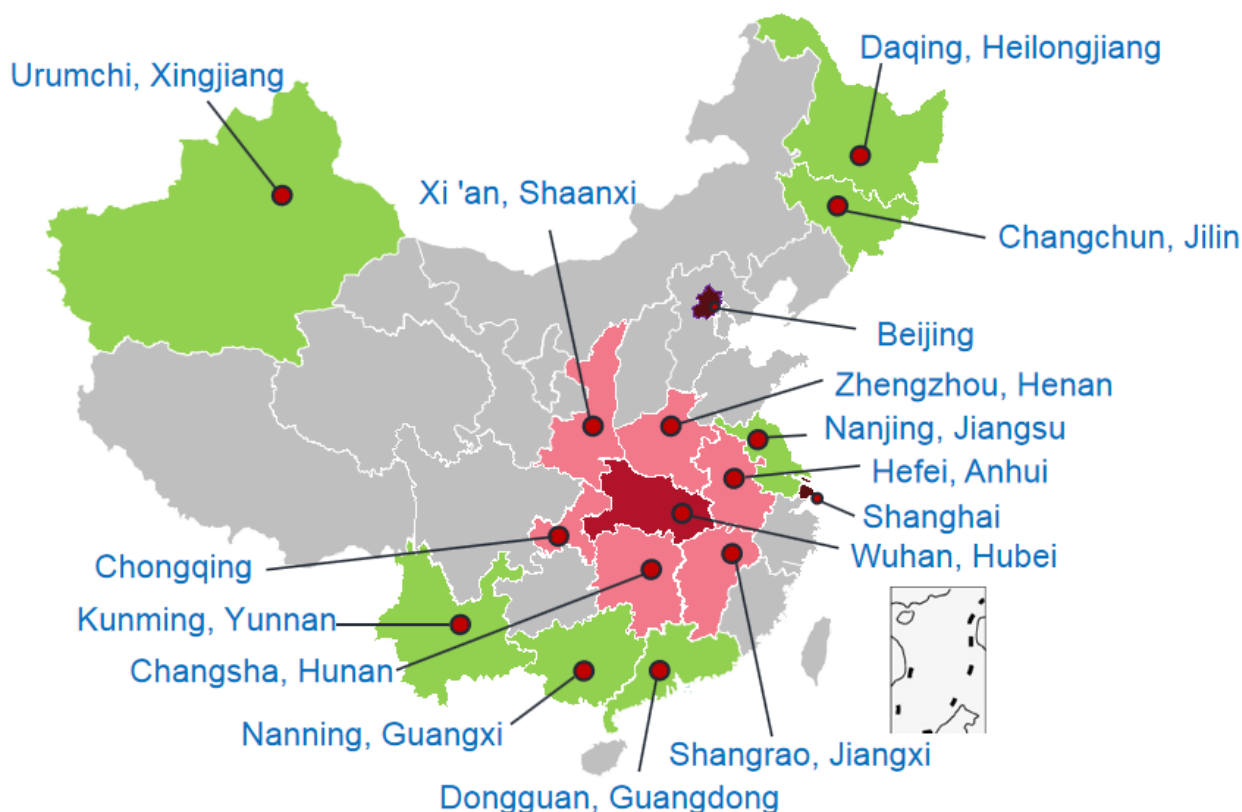 Daqing, Heilongjiang
Urumchi, Xingjiang
Xi 'an, Shaanxi
Changchun, Jilin
Beijing
Zhengzhou, Henan
Nanjing, Jiangsu
Hefei, Anhui
Shanghai
Wuhan, Hubei
Chongqing
Kunming, Yunnan
Changsha, Hunan
Nanning, Guangxi
Shangrao, Jiangxi
Dongguan, Guangdong